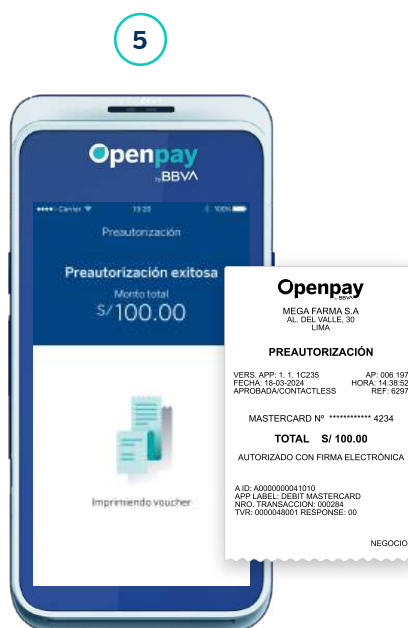 5
Openpay
by BBVA
Carrier 13:20 100%
Preautorización
Preautorización exitosa
Monto total
S/100.00
Imprimiendo voucher
Openpay
by BBVA
MEGA FARMA S.A
AL. DEL VALLE, 30
LIMA
PREAUTORIZACIÓN
VERS. APP: 1. 1. 1C235 AP: 006 197
FECHA: 18-03-2024 HORA: 14:38:52
APROBADA/CONTACTLESS REF: 6297
MASTERCARD Nº ************ 4234
TOTAL S/ 100.00
AUTORIZADO CON FIRMA ELECTRÓNICA
A ID: A0000000041010
APP LABEL: DEBIT MASTERCARD
NRO. TRANSACCION: 000284
TVR: 0000048001 RESPONSE: 00
NEGOCIO